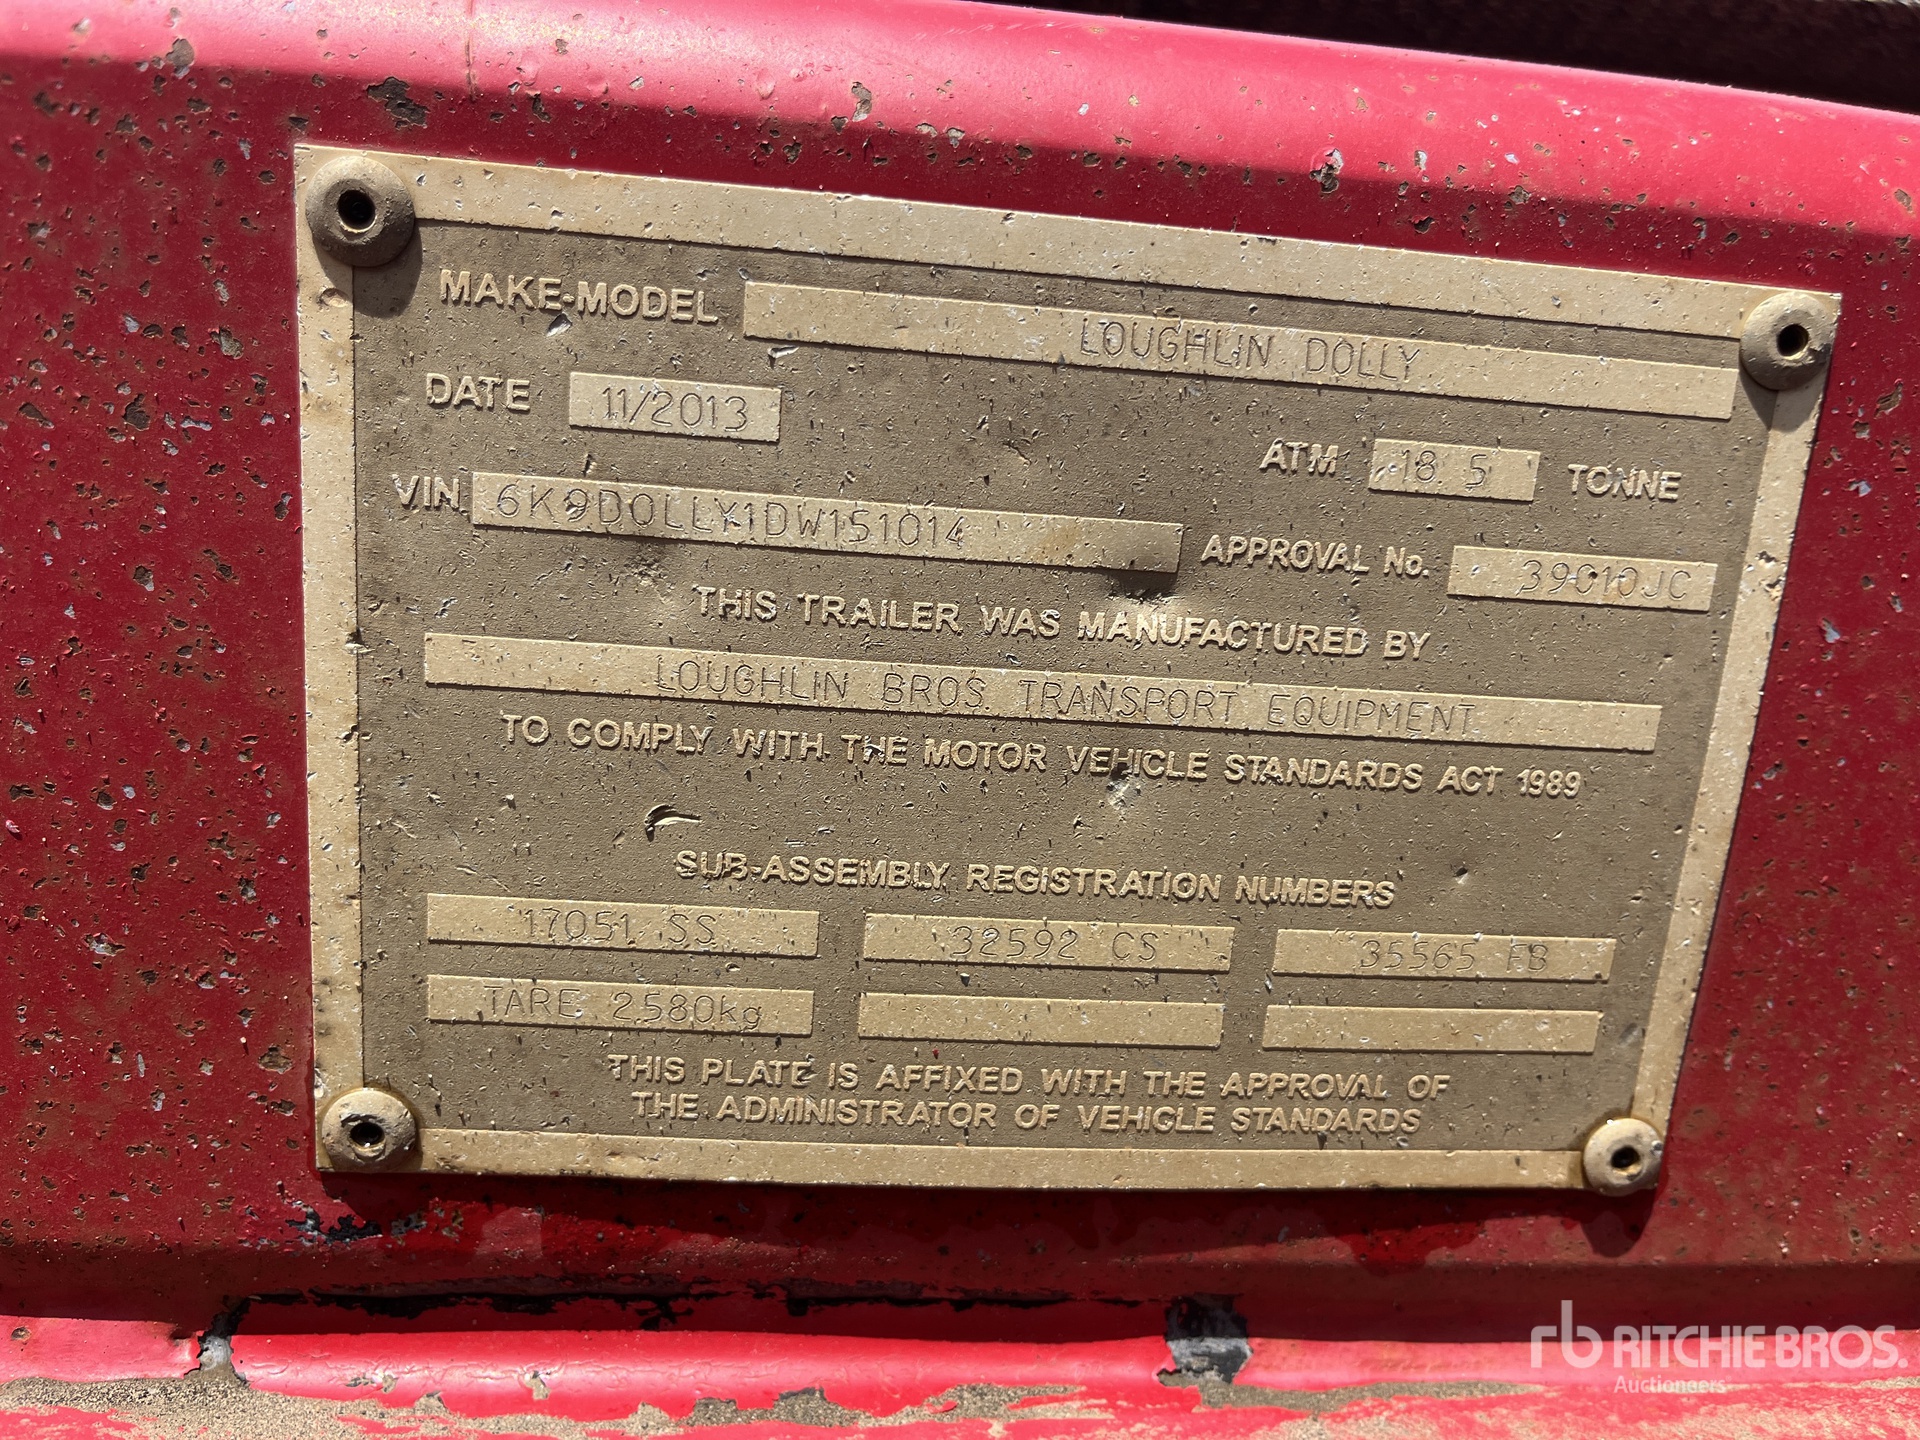 MAKE-MODEL LOUGHLIN DOLLY
DATE 11/2013
ATM 18.5 TONNE
VIN 6K9DOLLY1DW151014
APPROVAL No. 39010JC
THIS TRAILER WAS MANUFACTURED BY
LOUGHLIN BROS. TRANSPORT EQUIPMENT
TO COMPLY WITH THE MOTOR VEHICLE STANDARDS ACT 1989
SUB-ASSEMBLY REGISTRATION NUMBERS
17051 SS 32592 CS 35565 FB
TARE 2580kg
THIS PLATE IS AFFIXED WITH THE APPROVAL OF
THE ADMINISTRATOR OF VEHICLE STANDARDS
rb RITCHIE BROS.
Auctioneers